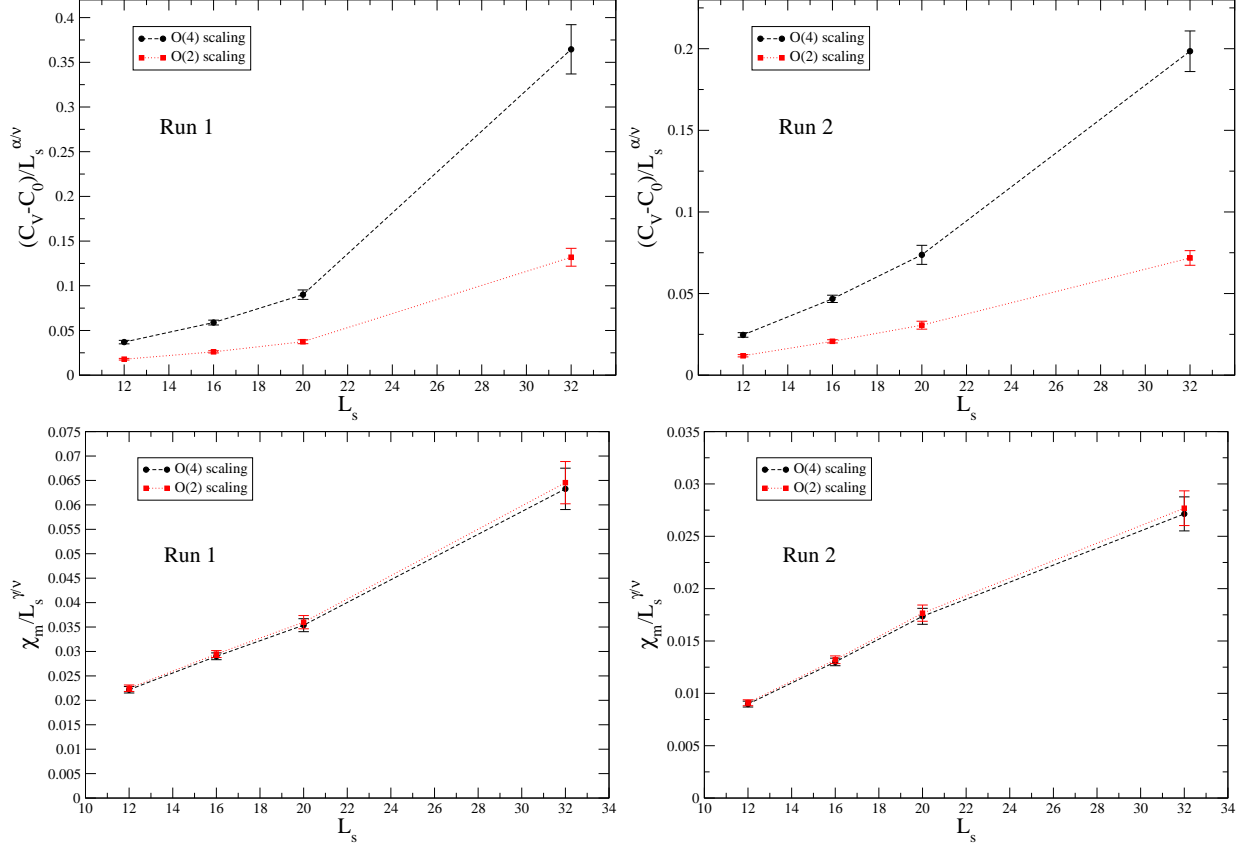 0.4
0.35
0.3
0.25
0.2
0.15
0.1
0.05
0
(C_V-C_0)/L_s^{α/ν}
O(4) scaling
O(2) scaling
Run 1
12 14 16 18 20 22 24 26 28 30 32
L_s
0.2
0.15
0.1
0.05
0
(C_V-C_0)/L_s^{α/ν}
O(4) scaling
O(2) scaling
Run 2
12 14 16 18 20 22 24 26 28 30 32
L_s
0.075
0.07
0.065
0.06
0.055
0.05
0.045
0.04
0.035
0.03
0.025
0.02
0.015
0.01
0.005
0
χ_m/L_s^{γ/ν}
O(4) scaling
O(2) scaling
Run 1
10 12 14 16 18 20 22 24 26 28 30 32 34
L_s
0.035
0.03
0.025
0.02
0.015
0.01
0.005
0
χ_m/L_s^{γ/ν}
O(4) scaling
O(2) scaling
Run 2
10 12 14 16 18 20 22 24 26 28 30 32 34
L_s